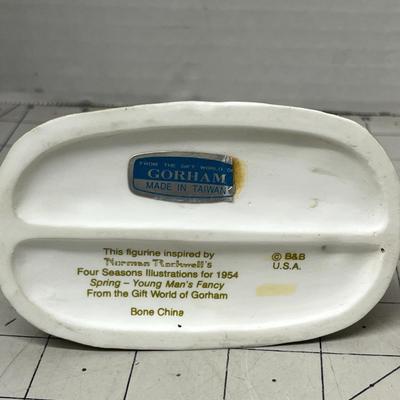 FROM THE GIFT WORLD OF
GORHAM
MADE IN TAIWAN
This figurine inspired by
Norman Rockwell's
Four Seasons Illustrations for 1954
Spring – Young Man's Fancy
From the Gift World of Gorham
Bone China
© B&B
U.S.A.